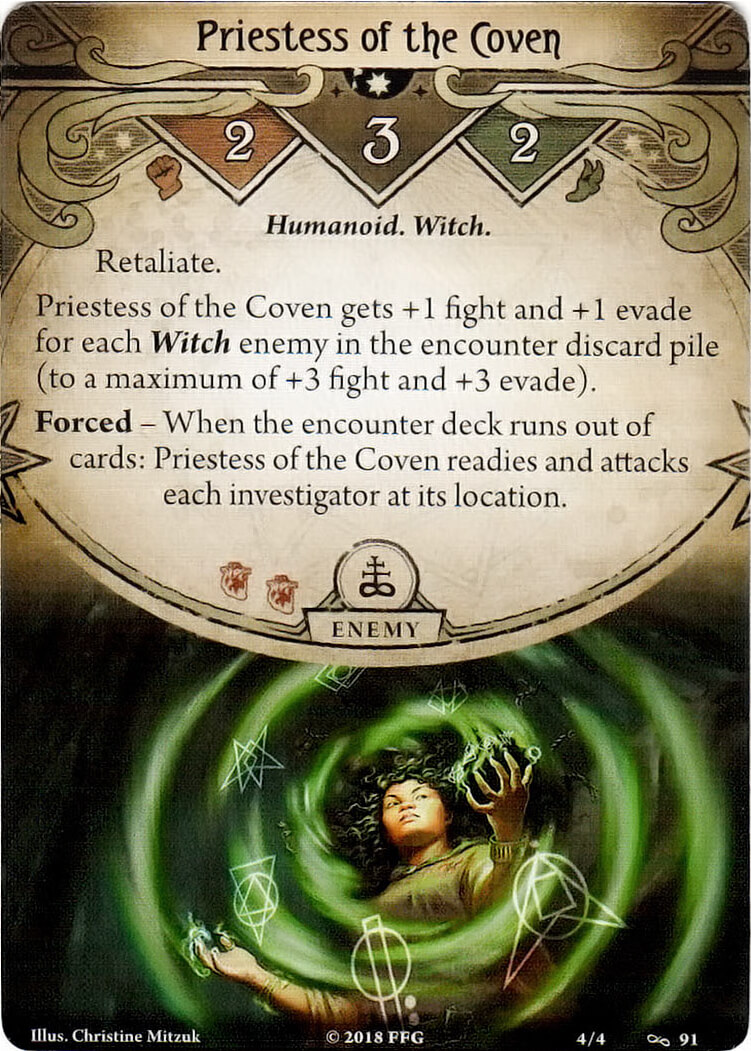 Priestess of the Coven
2 3 2
Humanoid. Witch.
Retaliate.
Priestess of the Coven gets +1 fight and +1 evade
for each Witch enemy in the encounter discard pile
(to a maximum of +3 fight and +3 evade).
Forced – When the encounter deck runs out of
cards: Priestess of the Coven readies and attacks
each investigator at its location.
ENEMY
Illus. Christine Mitzuk © 2018 FFG 4/4 91